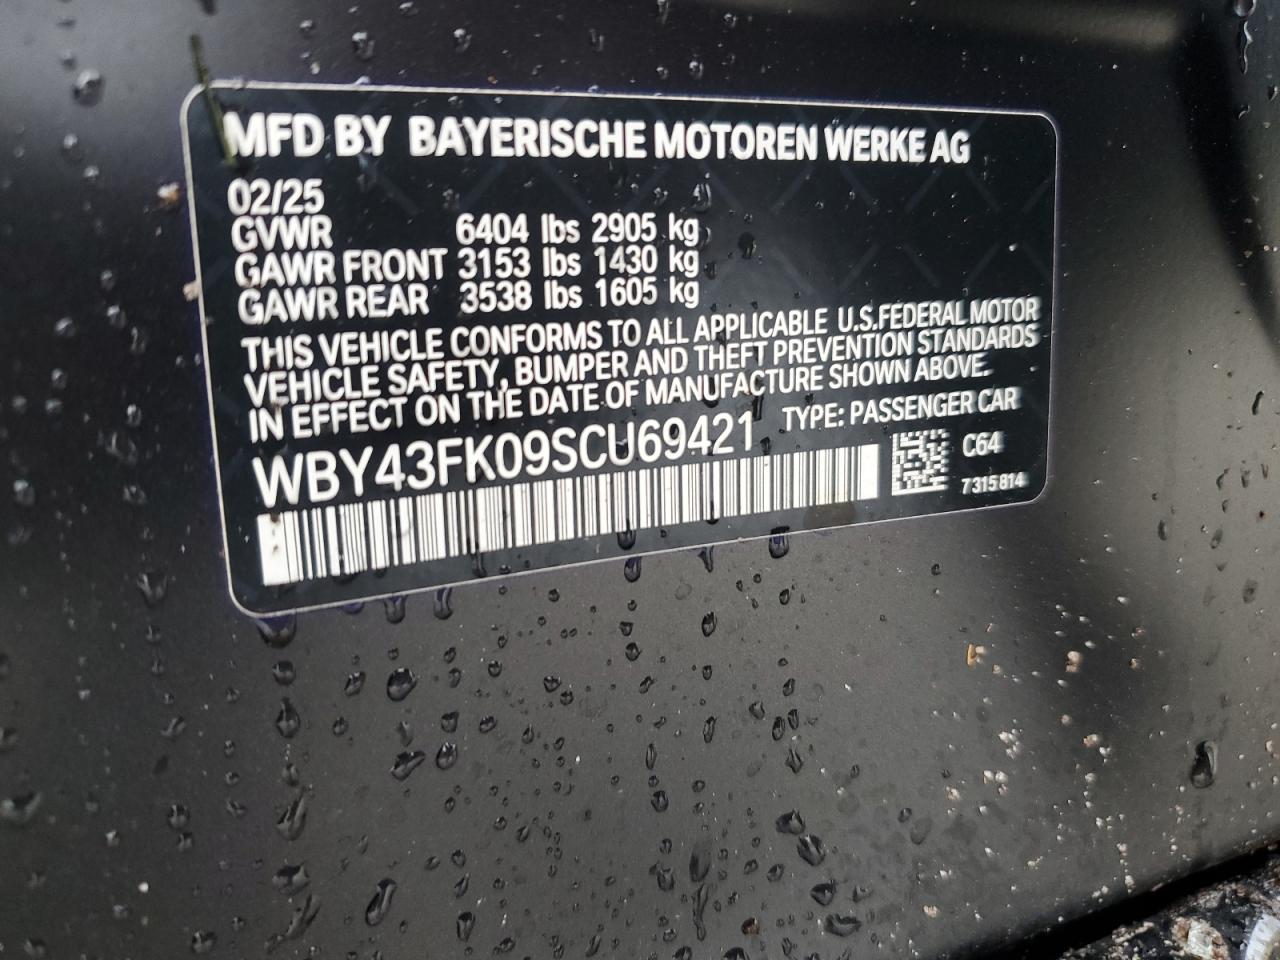 MFD BY BAYERISCHE MOTOREN WERKE AG
02/25
GVWR 6404 lbs 2905 kg
GAWR FRONT 3153 lbs 1430 kg
GAWR REAR 3538 lbs 1605 kg
THIS VEHICLE CONFORMS TO ALL APPLICABLE U.S.FEDERAL MOTOR
VEHICLE SAFETY, BUMPER AND THEFT PREVENTION STANDARDS
IN EFFECT ON THE DATE OF MANUFACTURE SHOWN ABOVE.
WBY43FK09SCU69421 TYPE: PASSENGER CAR
C64
7315814